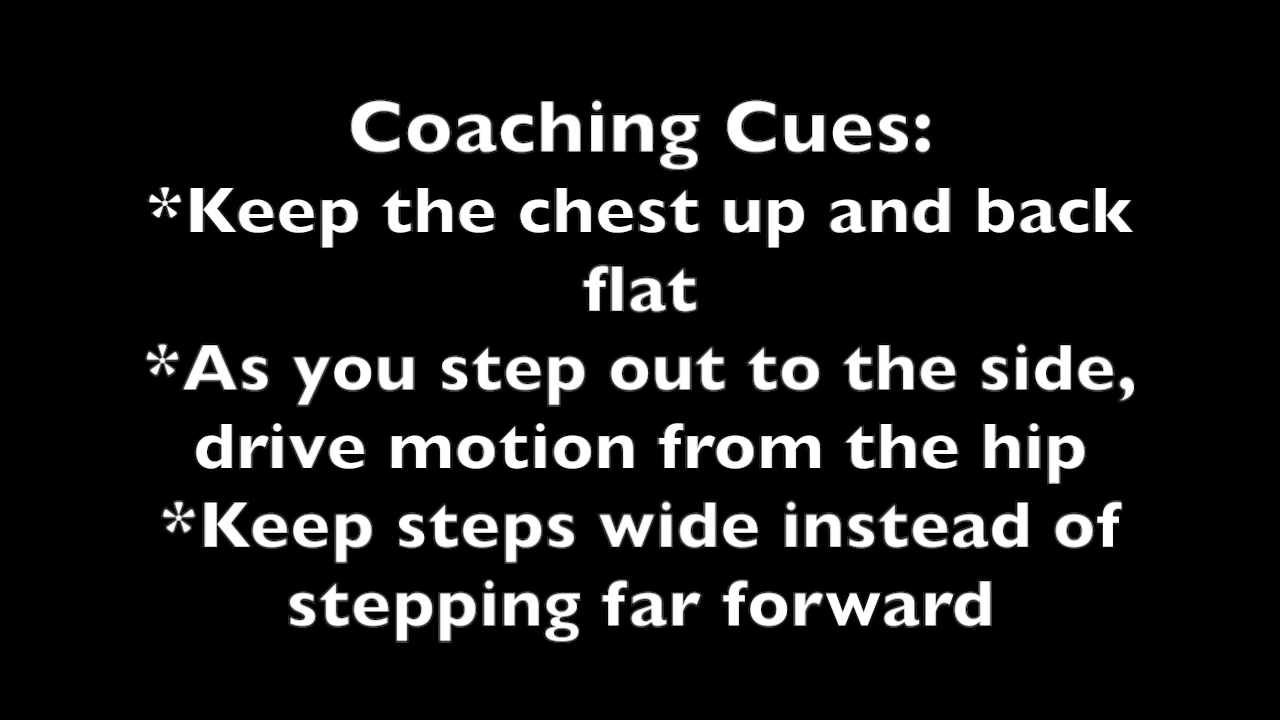 Coaching Cues:
*Keep the chest up and back
flat
*As you step out to the side,
drive motion from the hip
*Keep steps wide instead of
stepping far forward